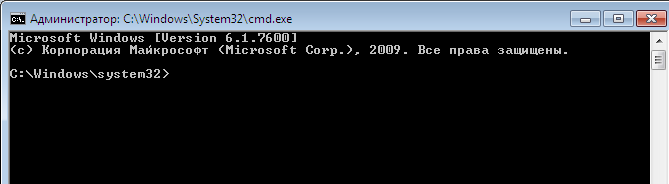 Администратор: C:\Windows\System32\cmd.exe
Microsoft Windows [Version 6.1.7600]
(c) Корпорация Майкрософт (Microsoft Corp.), 2009. Все права защищены.
C:\Windows\system32>